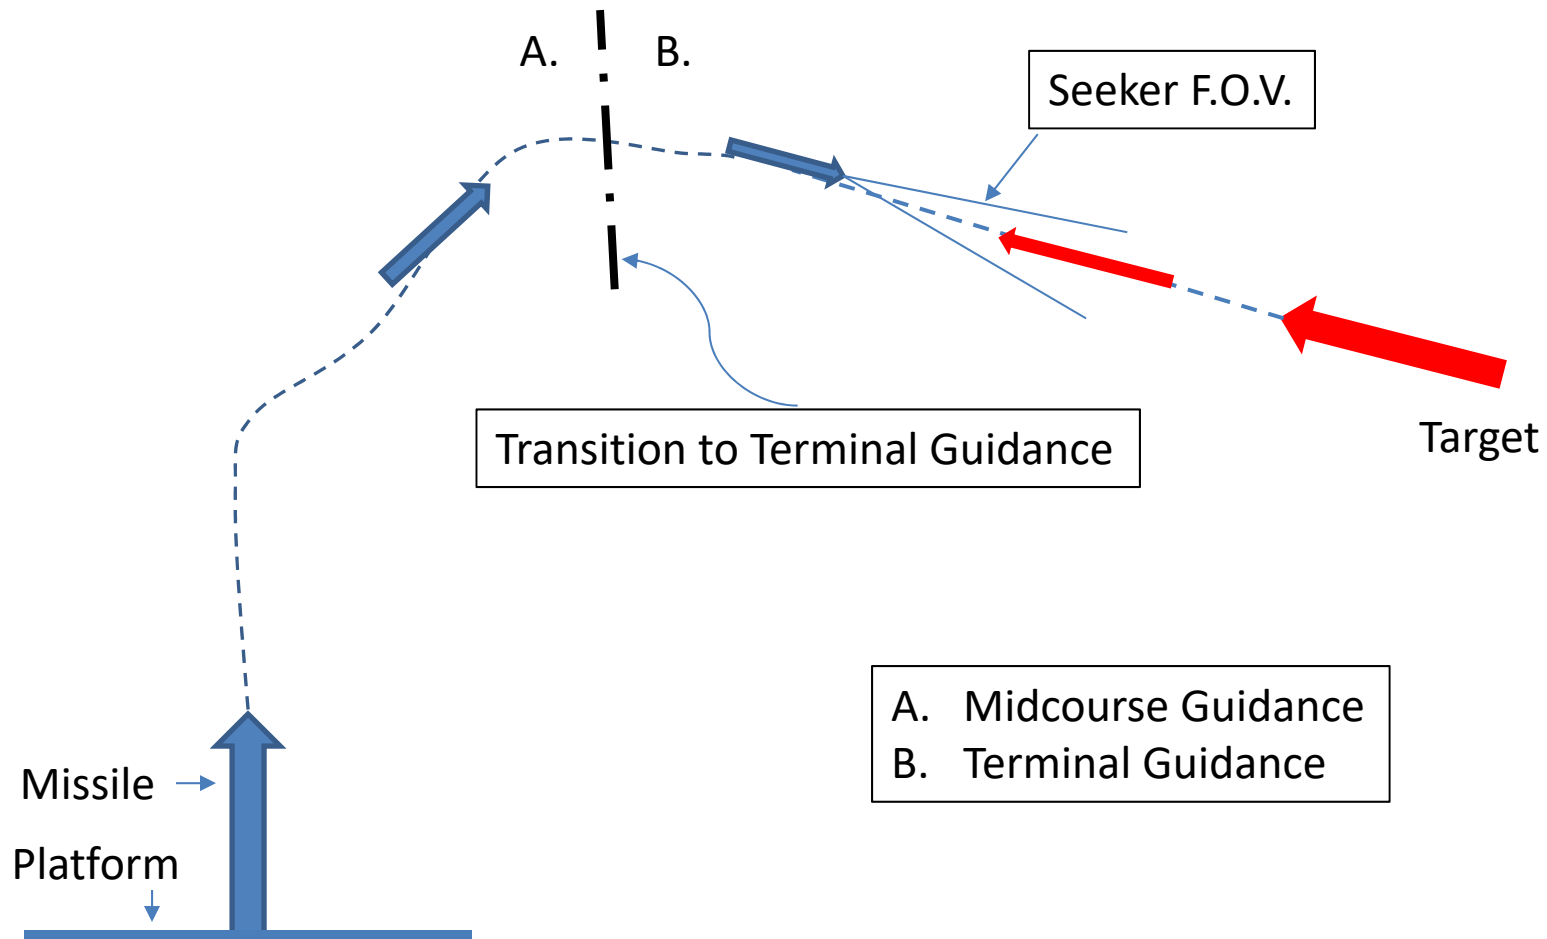 A.
B.
Seeker F.O.V.
Transition to Terminal Guidance
Target
A. Midcourse Guidance
B. Terminal Guidance
Missile
Platform